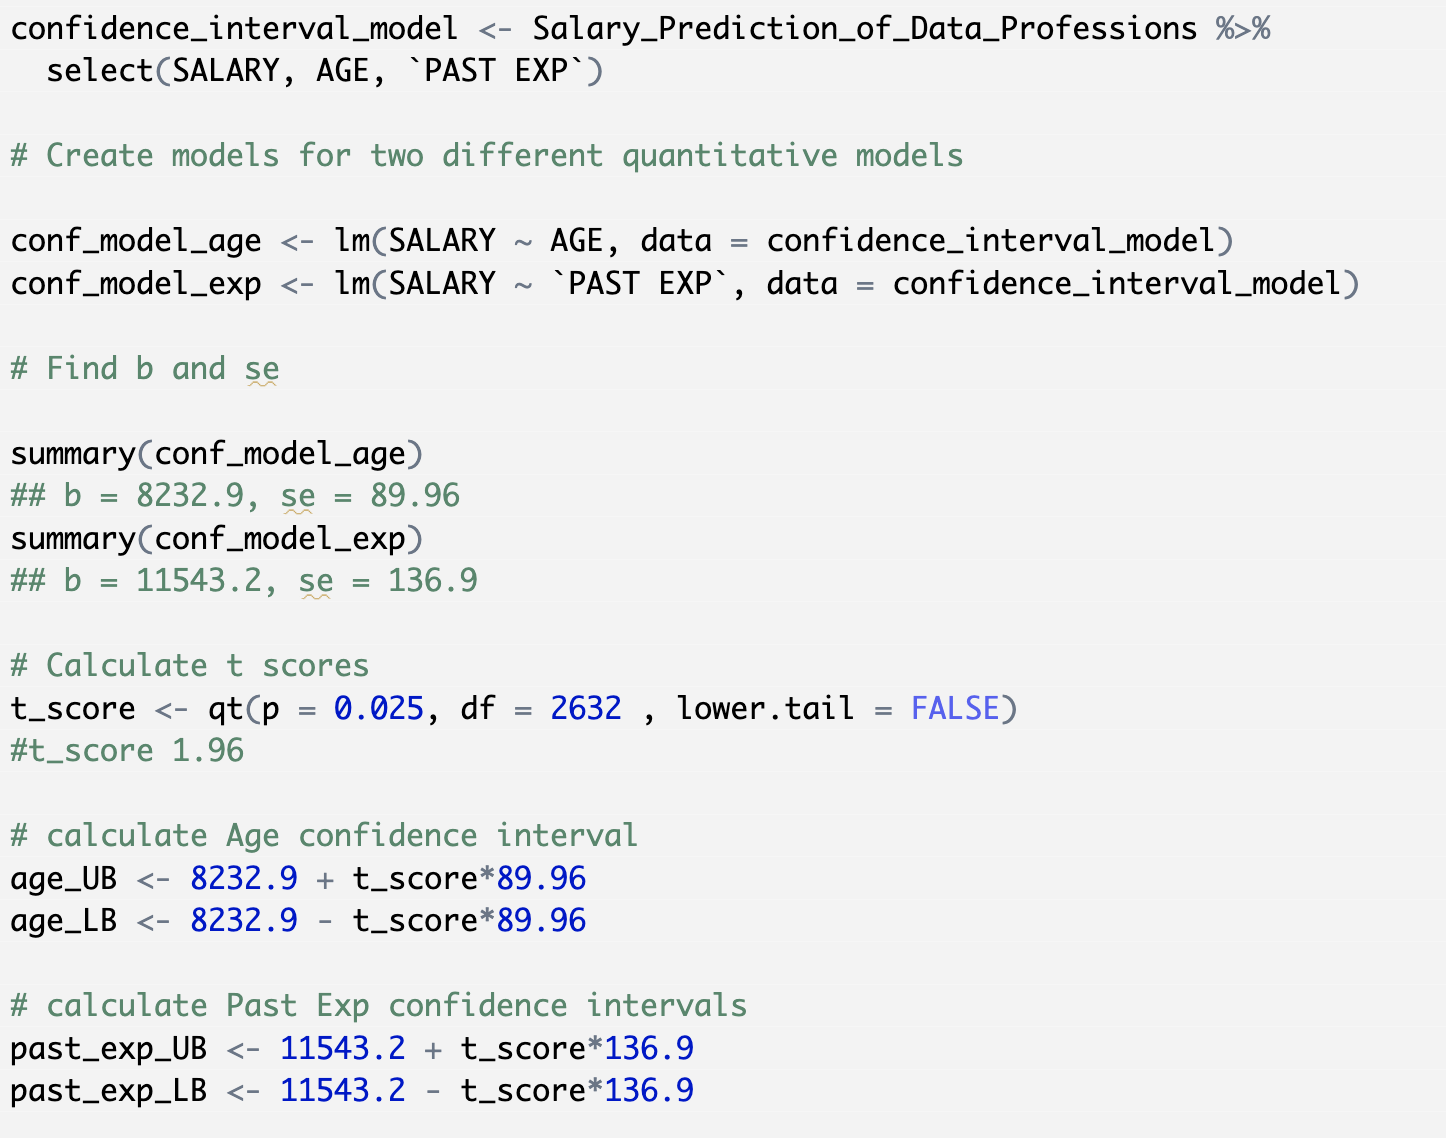 confidence_interval_model <- Salary_Prediction_of_Data_Professions %>%
  select(SALARY, AGE, `PAST EXP`)
# Create models for two different quantitative models
conf_model_age <- lm(SALARY ~ AGE, data = confidence_interval_model)
conf_model_exp <- lm(SALARY ~ `PAST EXP`, data = confidence_interval_model)
# Find b and se
summary(conf_model_age)
## b = 8232.9, se = 89.96
summary(conf_model_exp)
## b = 11543.2, se = 136.9
# Calculate t scores
t_score <- qt(p = 0.025, df = 2632 , lower.tail = FALSE)
#t_score 1.96
# calculate Age confidence interval
age_UB <- 8232.9 + t_score*89.96
age_LB <- 8232.9 - t_score*89.96
# calculate Past Exp confidence intervals
past_exp_UB <- 11543.2 + t_score*136.9
past_exp_LB <- 11543.2 - t_score*136.9